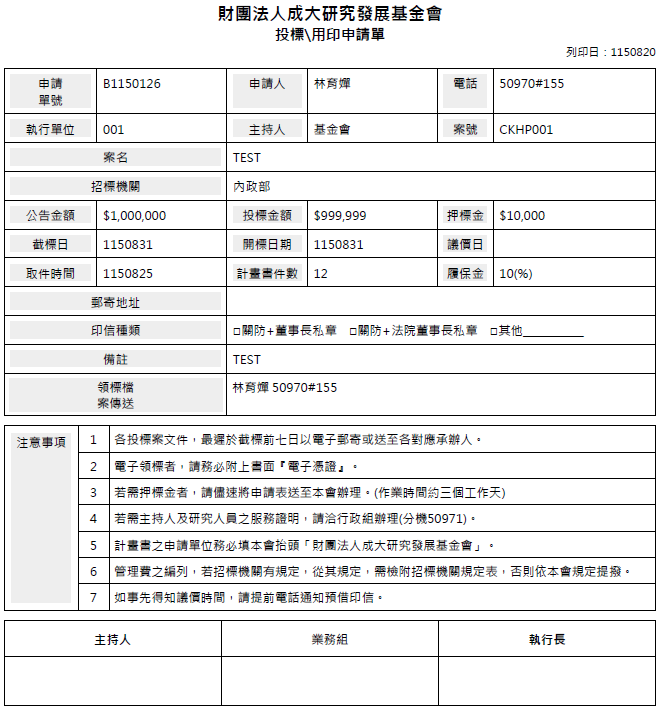 財團法人成大研究發展基金會
投標\用印申請單
列印日：1150820
申請單號 B1150126 申請人 林育嬋 電話 50970#155
執行單位 001 主持人 基金會 案號 CKHP001
案名 TEST
招標機關 內政部
公告金額 $1,000,000 投標金額 $999,999 押標金 $10,000
截標日 1150831 開標日期 1150831 議價日
取件時間 1150825 計畫書件數 12 履保金 10(%)
郵寄地址
印信種類 □關防+董事長私章 □關防+法院董事長私章 □其他__________
備註 TEST
領標檔案傳送 林育嬋 50970#155
注意事項
1 各投標案文件，最遲於截標前七日以電子郵寄或送至各對應承辦人。
2 電子領標者，請務必附上書面『電子憑證』。
3 若需押標金者，請儘速將申請表送至本會辦理。(作業時間約三個工作天)
4 若需主持人及研究人員之服務證明，請洽行政組辦理(分機50971)。
5 計畫書之申請單位務必填本會抬頭「財團法人成大研究發展基金會」。
6 管理費之編列，若招標機關有規定，從其規定，需檢附招標機關規定表，否則依本會規定提撥。
7 如事先得知議價時間，請提前電話通知預借印信。
主持人 業務組 執行長